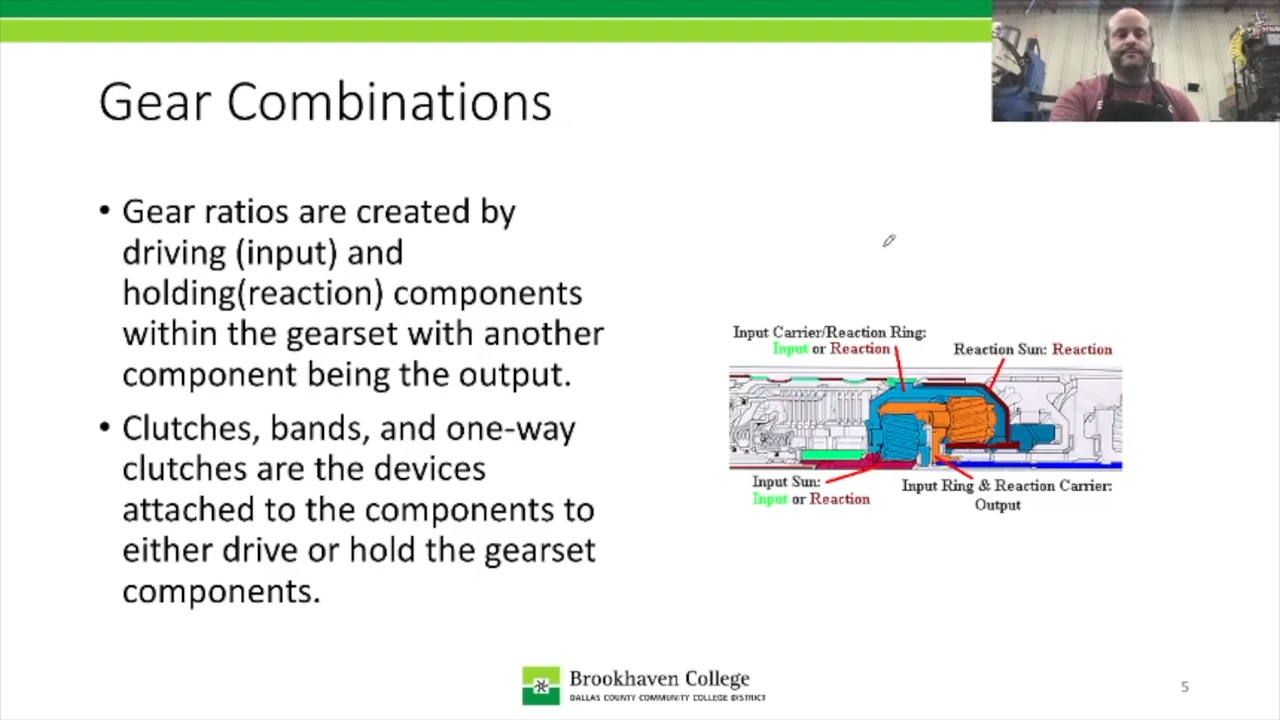 Gear Combinations
• Gear ratios are created by
driving (input) and
holding(reaction) components
within the gearset with another
component being the output.
• Clutches, bands, and one-way
clutches are the devices
attached to the components to
either drive or hold the gearset
components.
Input Carrier/Reaction Ring:
Input or Reaction
Reaction Sun: Reaction
Input Sun:
Input or Reaction
Input Ring & Reaction Carrier:
Output
Brookhaven College
DALLAS COUNTY COMMUNITY COLLEGE DISTRICT
5